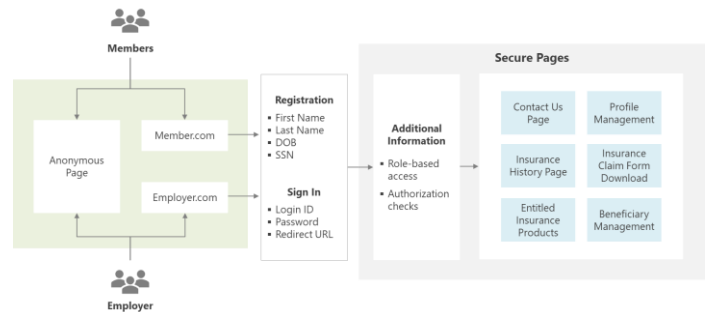 Members
Anonymous
Page
Member.com
Employer.com
Employer
Registration
▪ First Name
▪ Last Name
▪ DOB
▪ SSN
Sign In
▪ Login ID
▪ Password
▪ Redirect URL
Secure Pages
Additional
Information
▪ Role-based
access
▪ Authorization
checks
Contact Us
Page
Profile
Management
Insurance
History Page
Insurance
Claim Form
Download
Entitled
Insurance
Products
Beneficiary
Management